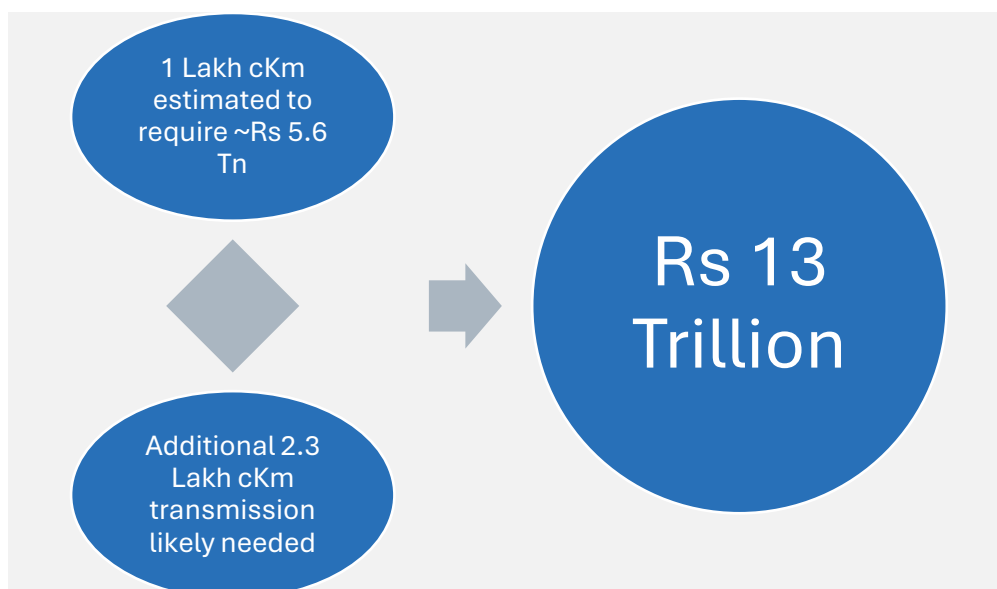 1 Lakh cKm
estimated to
require ~Rs 5.6
Tn
Additional 2.3
Lakh cKm
transmission
likely needed
Rs 13
Trillion